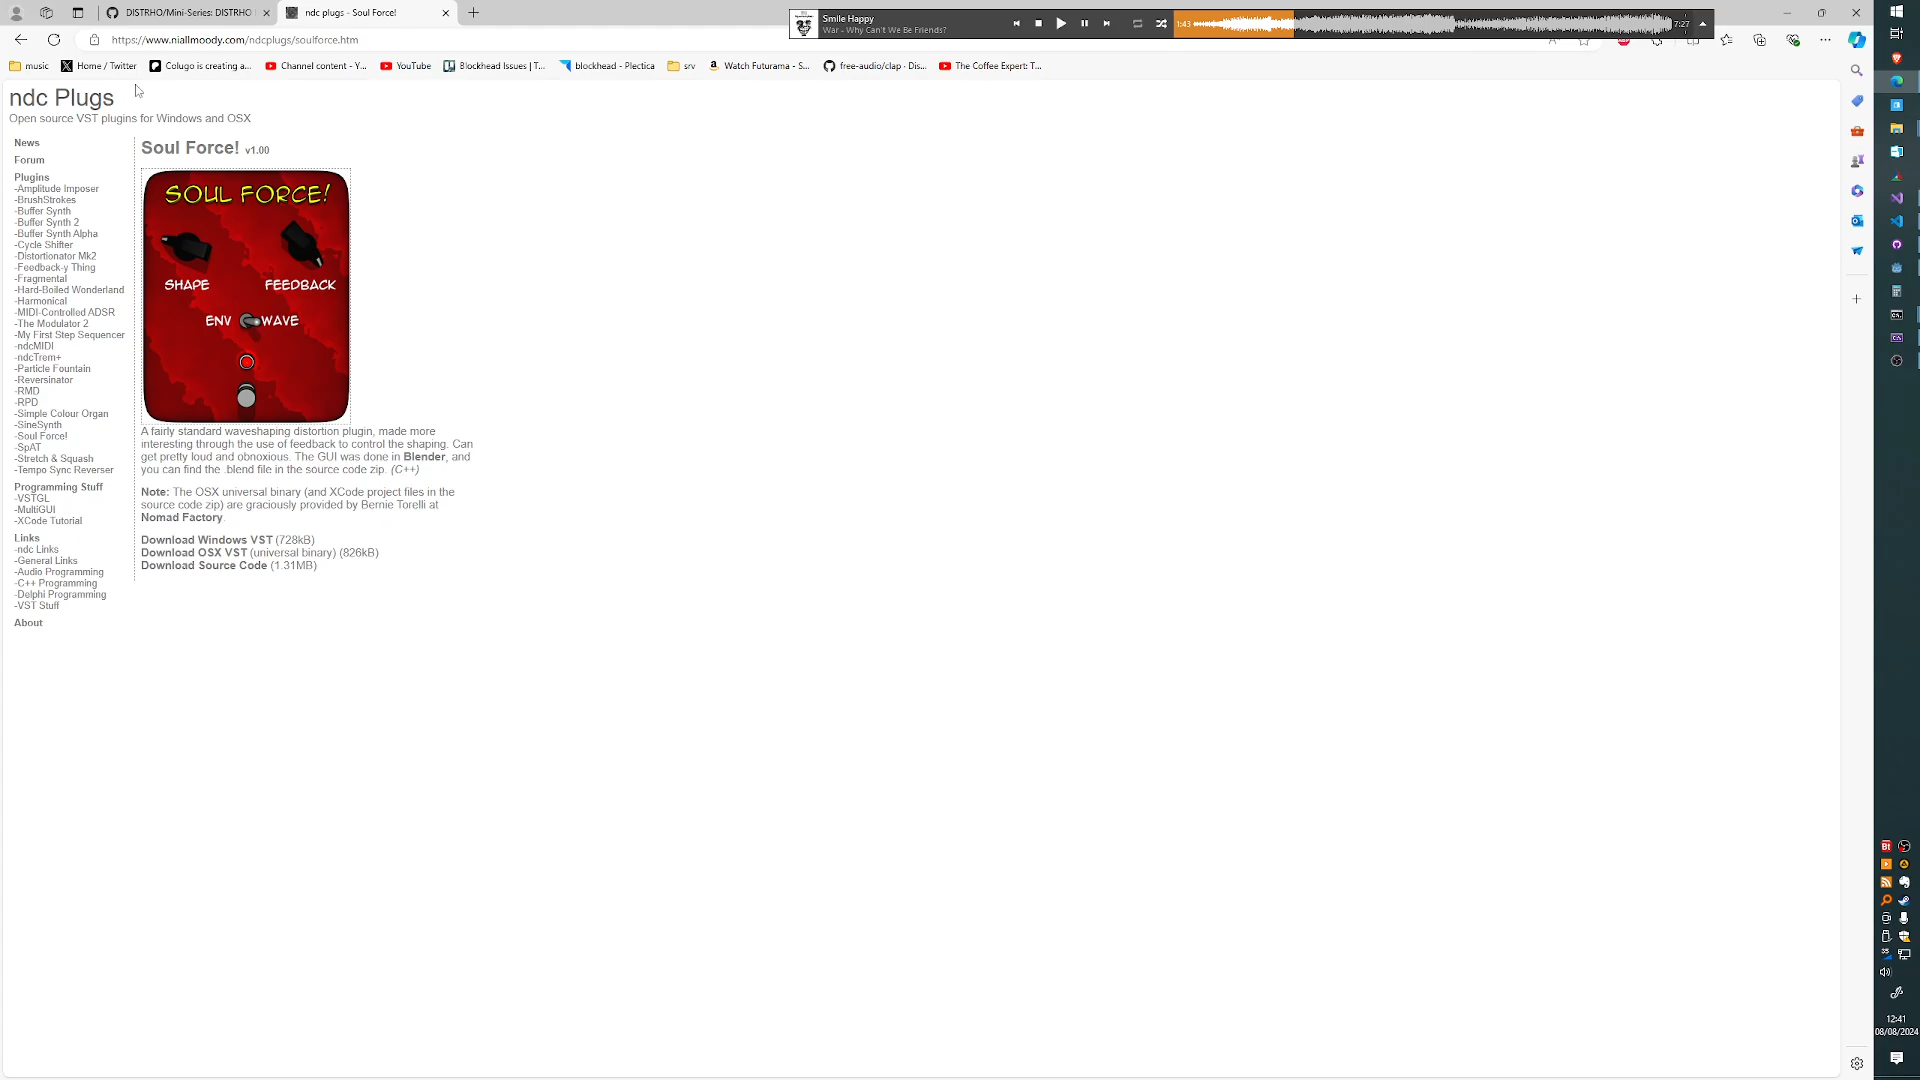 DISTRHO/Mini-Series: DISTRHO
ndc plugs - Soul Force!
Smile Happy
War - Why Can't We Be Friends?
1:43
7:27
https://www.niallmoody.com/ndcplugs/soulforce.htm
music
Home / Twitter
Colugo is creating a...
Channel content - Y...
YouTube
Blockhead Issues | T...
blockhead - Plectica
srv
Watch Futurama - S...
free-audio/clap · Dis...
The Coffee Expert: T...
ndc Plugs
Open source VST plugins for Windows and OSX
News
Forum
Plugins
-Amplitude Imposer
-BrushStrokes
-Buffer Synth
-Buffer Synth 2
-Buffer Synth Alpha
-Cycle Shifter
-Distortionator Mk2
-Feedback-y Thing
-Fragmental
-Hard-Boiled Wonderland
-Harmonical
-MIDI-Controlled ADSR
-The Modulator 2
-My First Step Sequencer
-ndcMIDI
-ndcTrem+
-Particle Fountain
-Reversinator
-RMD
-RPD
-Simple Colour Organ
-SineSynth
-Soul Force!
-SpAT
-Stretch & Squash
-Tempo Sync Reverser
Programming Stuff
-VSTGL
-MultiGUI
-XCode Tutorial
Links
-ndc Links
-General Links
-Audio Programming
-C++ Programming
-Delphi Programming
-VST Stuff
About
Soul Force! v1.00
SOUL FORCE!
SHAPE FEEDBACK
ENV WAVE
A fairly standard waveshaping distortion plugin, made more
interesting through the use of feedback to control the shaping. Can
get pretty loud and obnoxious. The GUI was done in Blender, and
you can find the .blend file in the source code zip. (C++)
Note: The OSX universal binary (and XCode project files in the
source code zip) are graciously provided by Bernie Torelli at
Nomad Factory.
Download Windows VST (728kB)
Download OSX VST (universal binary) (826kB)
Download Source Code (1.31MB)
Bt
12:41
08/08/2024